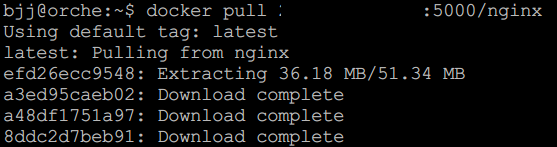 bjj@orche:~$ docker pull :5000/nginx
Using default tag: latest
latest: Pulling from nginx
efd26ecc9548: Extracting 36.18 MB/51.34 MB
a3ed95caeb02: Download complete
a48df1751a97: Download complete
8ddc2d7beb91: Download complete